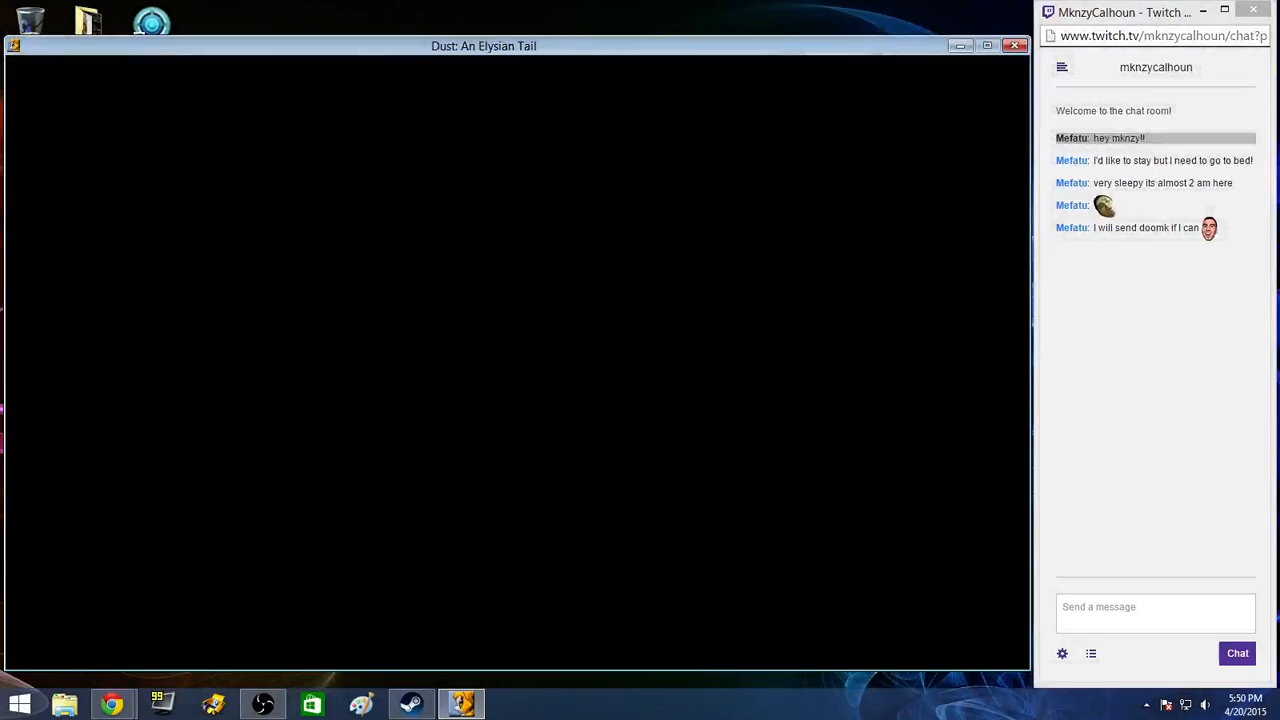 Dust: An Elysian Tail
MknzyCalhoun - Twitch ...
www.twitch.tv/mknzycalhoun/chat?p
mknzycalhoun
Welcome to the chat room!
Mefatu: hey mknzy!!
Mefatu: I'd like to stay but I need to go to bed!
Mefatu: very sleepy its almost 2 am here
Mefatu:
Mefatu: I will send doomk if I can
Send a message
Chat
99
5:50 PM
4/20/2015